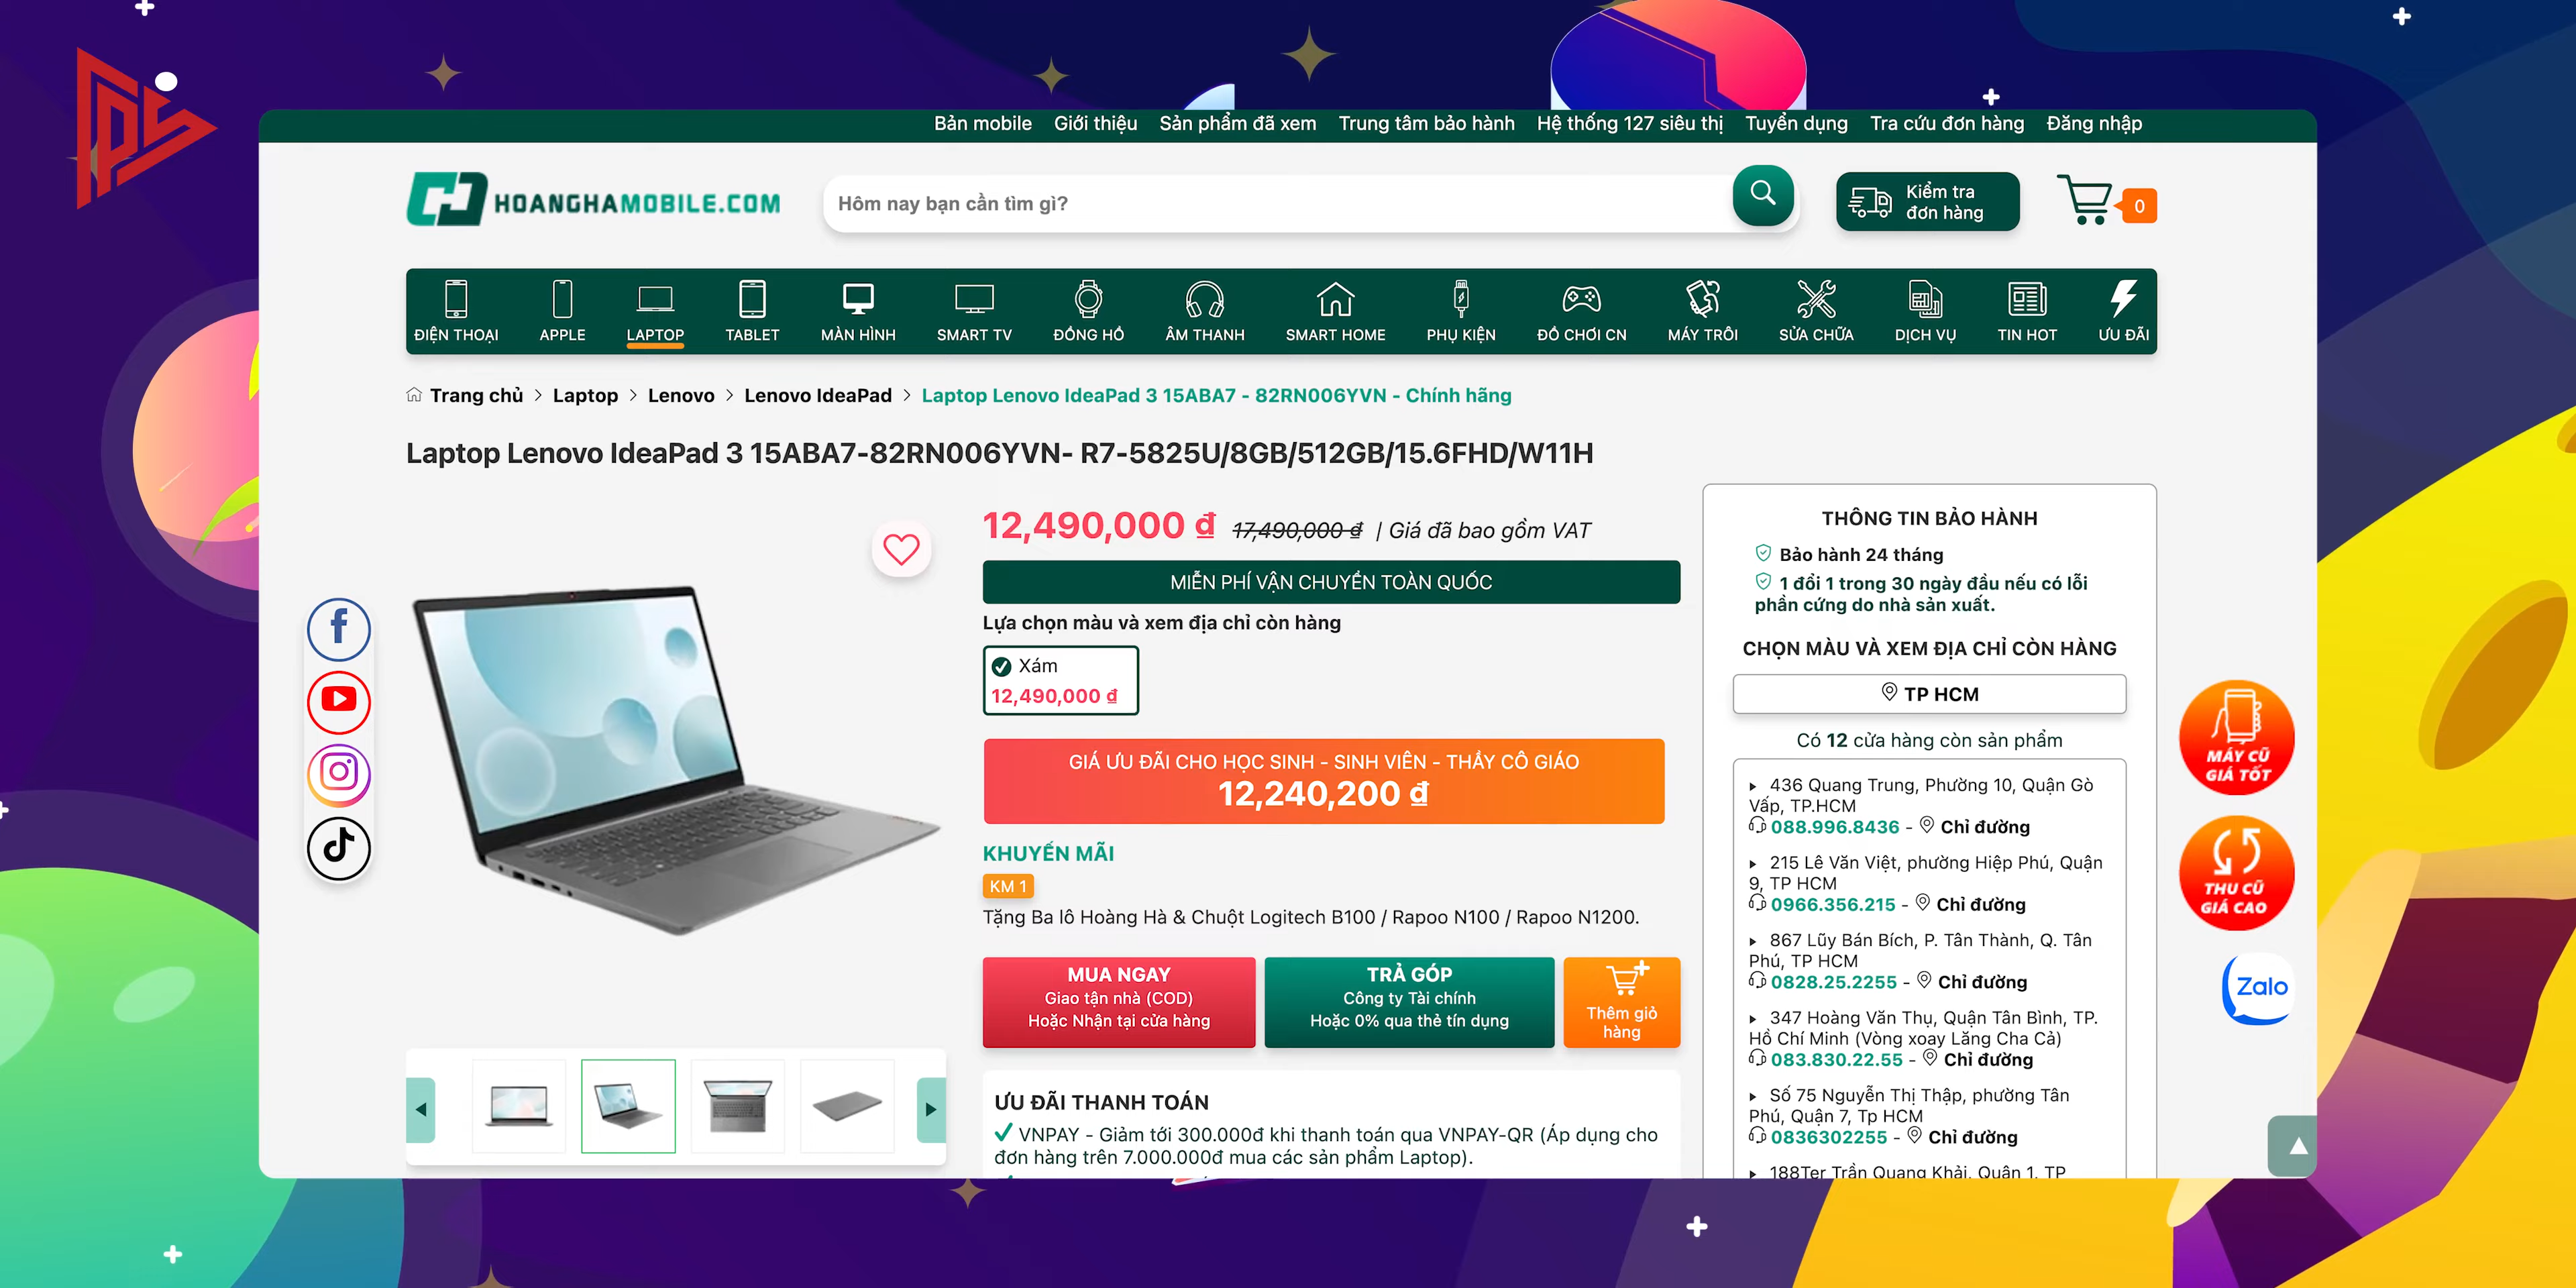 Bản mobile Giới thiệu Sản phẩm đã xem Trung tâm bảo hành Hệ thống 127 siêu thị Tuyển dụng Tra cứu đơn hàng Đăng nhập
HOANGHAMOBILE.COM
Hôm nay bạn cần tìm gì?
Kiểm tra
đơn hàng
0
ĐIỆN THOẠI APPLE LAPTOP TABLET MÀN HÌNH SMART TV ĐỒNG HỒ ÂM THANH SMART HOME PHỤ KIỆN ĐỒ CHƠI CN MÁY TRÔI SỬA CHỮA DỊCH VỤ TIN HOT ƯU ĐÃI
Trang chủ > Laptop > Lenovo > Lenovo IdeaPad > Laptop Lenovo IdeaPad 3 15ABA7 - 82RN006YVN - Chính hãng
Laptop Lenovo IdeaPad 3 15ABA7-82RN006YVN- R7-5825U/8GB/512GB/15.6FHD/W11H
12,490,000 ₫ 17,490,000 ₫ | Giá đã bao gồm VAT
MIỄN PHÍ VẬN CHUYỂN TOÀN QUỐC
Lựa chọn màu và xem địa chỉ còn hàng
Xám
12,490,000 ₫
GIÁ ƯU ĐÃI CHO HỌC SINH - SINH VIÊN - THẦY CÔ GIÁO
12,240,200 ₫
KHUYẾN MÃI
KM 1
Tặng Ba lô Hoàng Hà & Chuột Logitech B100 / Rapoo N100 / Rapoo N1200.
MUA NGAY
Giao tận nhà (COD)
Hoặc Nhận tại cửa hàng
TRẢ GÓP
Công ty Tài chính
Hoặc 0% qua thẻ tín dụng
Thêm giỏ
hàng
ƯU ĐÃI THANH TOÁN
VNPAY - Giảm tới 300.000đ khi thanh toán qua VNPAY-QR (Áp dụng cho
đơn hàng trên 7.000.000đ mua các sản phẩm Laptop).
THÔNG TIN BẢO HÀNH
Bảo hành 24 tháng
1 đổi 1 trong 30 ngày đầu nếu có lỗi
phần cứng do nhà sản xuất.
CHỌN MÀU VÀ XEM ĐỊA CHỈ CÒN HÀNG
TP HCM
Có 12 cửa hàng còn sản phẩm
436 Quang Trung, Phường 10, Quận Gò
Vấp, TP.HCM
088.996.8436 - Chỉ đường
215 Lê Văn Việt, phường Hiệp Phú, Quận
9, TP HCM
0966.356.215 - Chỉ đường
867 Lũy Bán Bích, P. Tân Thành, Q. Tân
Phú, TP HCM
0828.25.2255 - Chỉ đường
347 Hoàng Văn Thụ, Quận Tân Bình, TP.
Hồ Chí Minh (Vòng xoay Lăng Cha Cả)
083.830.22.55 - Chỉ đường
Số 75 Nguyễn Thị Thập, phường Tân
Phú, Quận 7, Tp HCM
0836302255 - Chỉ đường
188Ter Trần Quang Khải, Quận 1, TP
MÁY CŨ
GIÁ TỐT
THU CŨ
GIÁ CAO
Zalo